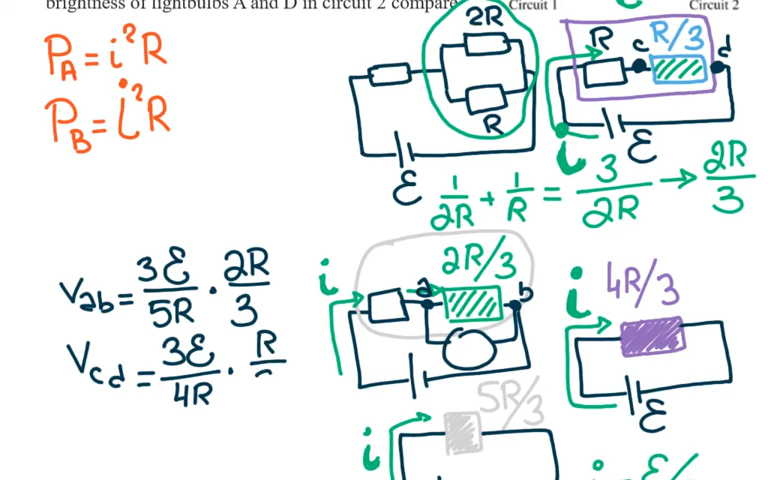 brightness of lightbulbs A and D in circuit 2 compare
Circuit 1
Circuit 2
P_A = i²R
P_B = i²R
2R
R
ε
R
c
R/3
d
i
ε
1/2R + 1/R = 3/2R → 2R/3
V_ab = 3ε/5R · 2R/3
V_cd = 3ε/4R · R
i
a
2R/3
b
i
4R/3
ε
5R/3
i
i = ε/